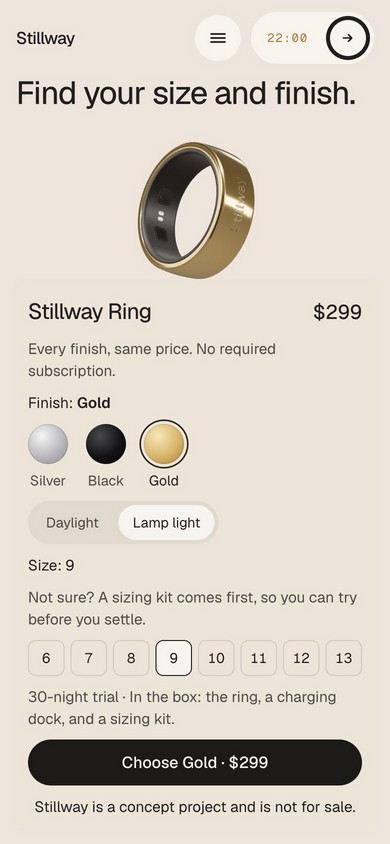 Stillway
22:00
Find your size and finish.
Stillway
Stillway Ring
$299
Every finish, same price. No required
subscription.
Finish: Gold
Silver
Black
Gold
Daylight
Lamp light
Size: 9
Not sure? A sizing kit comes first, so you can try
before you settle.
6
7
8
9
10
11
12
13
30-night trial · In the box: the ring, a charging
dock, and a sizing kit.
Choose Gold · $299
Stillway is a concept project and is not for sale.